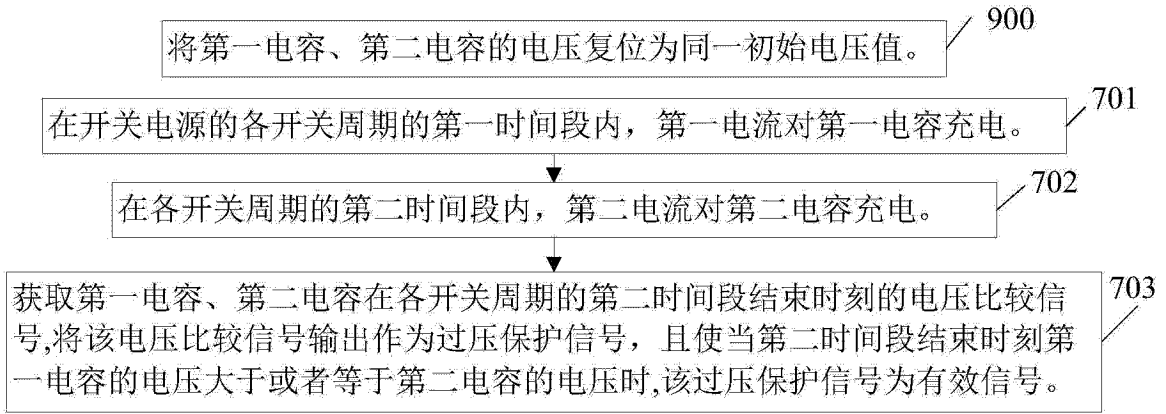 900
将第一电容、第二电容的电压复位为同一初始电压值。
701
在开关电源的各开关周期的第一时间段内，第一电流对第一电容充电。
702
在各开关周期的第二时间段内，第二电流对第二电容充电。
703
获取第一电容、第二电容在各开关周期的第二时间段结束时刻的电压比较信
号,将该电压比较信号输出作为过压保护信号，且使当第二时间段结束时刻第
一电容的电压大于或者等于第二电容的电压时,该过压保护信号为有效信号。